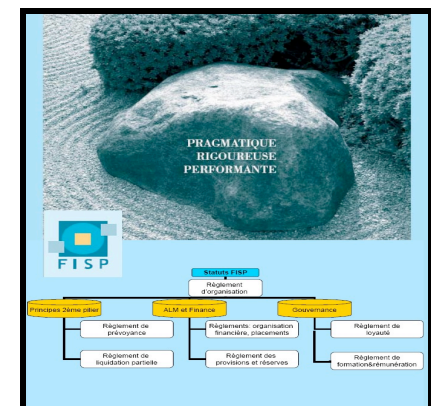 PRAGMATIQUE
RIGOUREUSE
PERFORMANTE
FISP
Statuts FISP
Règlement
d'organisation
Principes 2ème pilier
ALM et Finance
Gouvernance
Règlement de
prévoyance
Règlements: organisation
financière, placements
Règlement de
loyauté
Règlement de
liquidation partielle
Règlement des
provisions et réserves
Règlement de
formation&rémunération